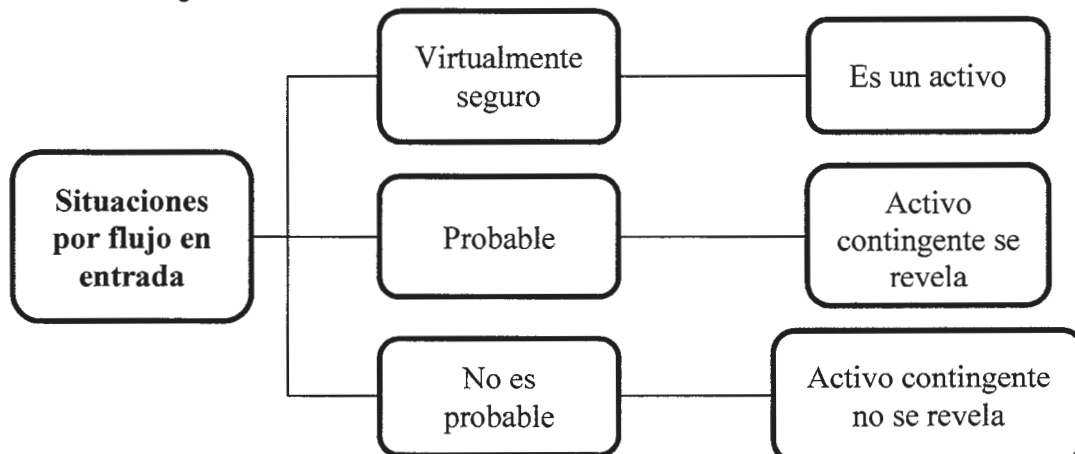 Virtualmente
seguro
Es un activo
Situaciones
por flujo en
entrada
Probable
Activo
contingente se
revela
No es
probable
Activo contingente
no se revela